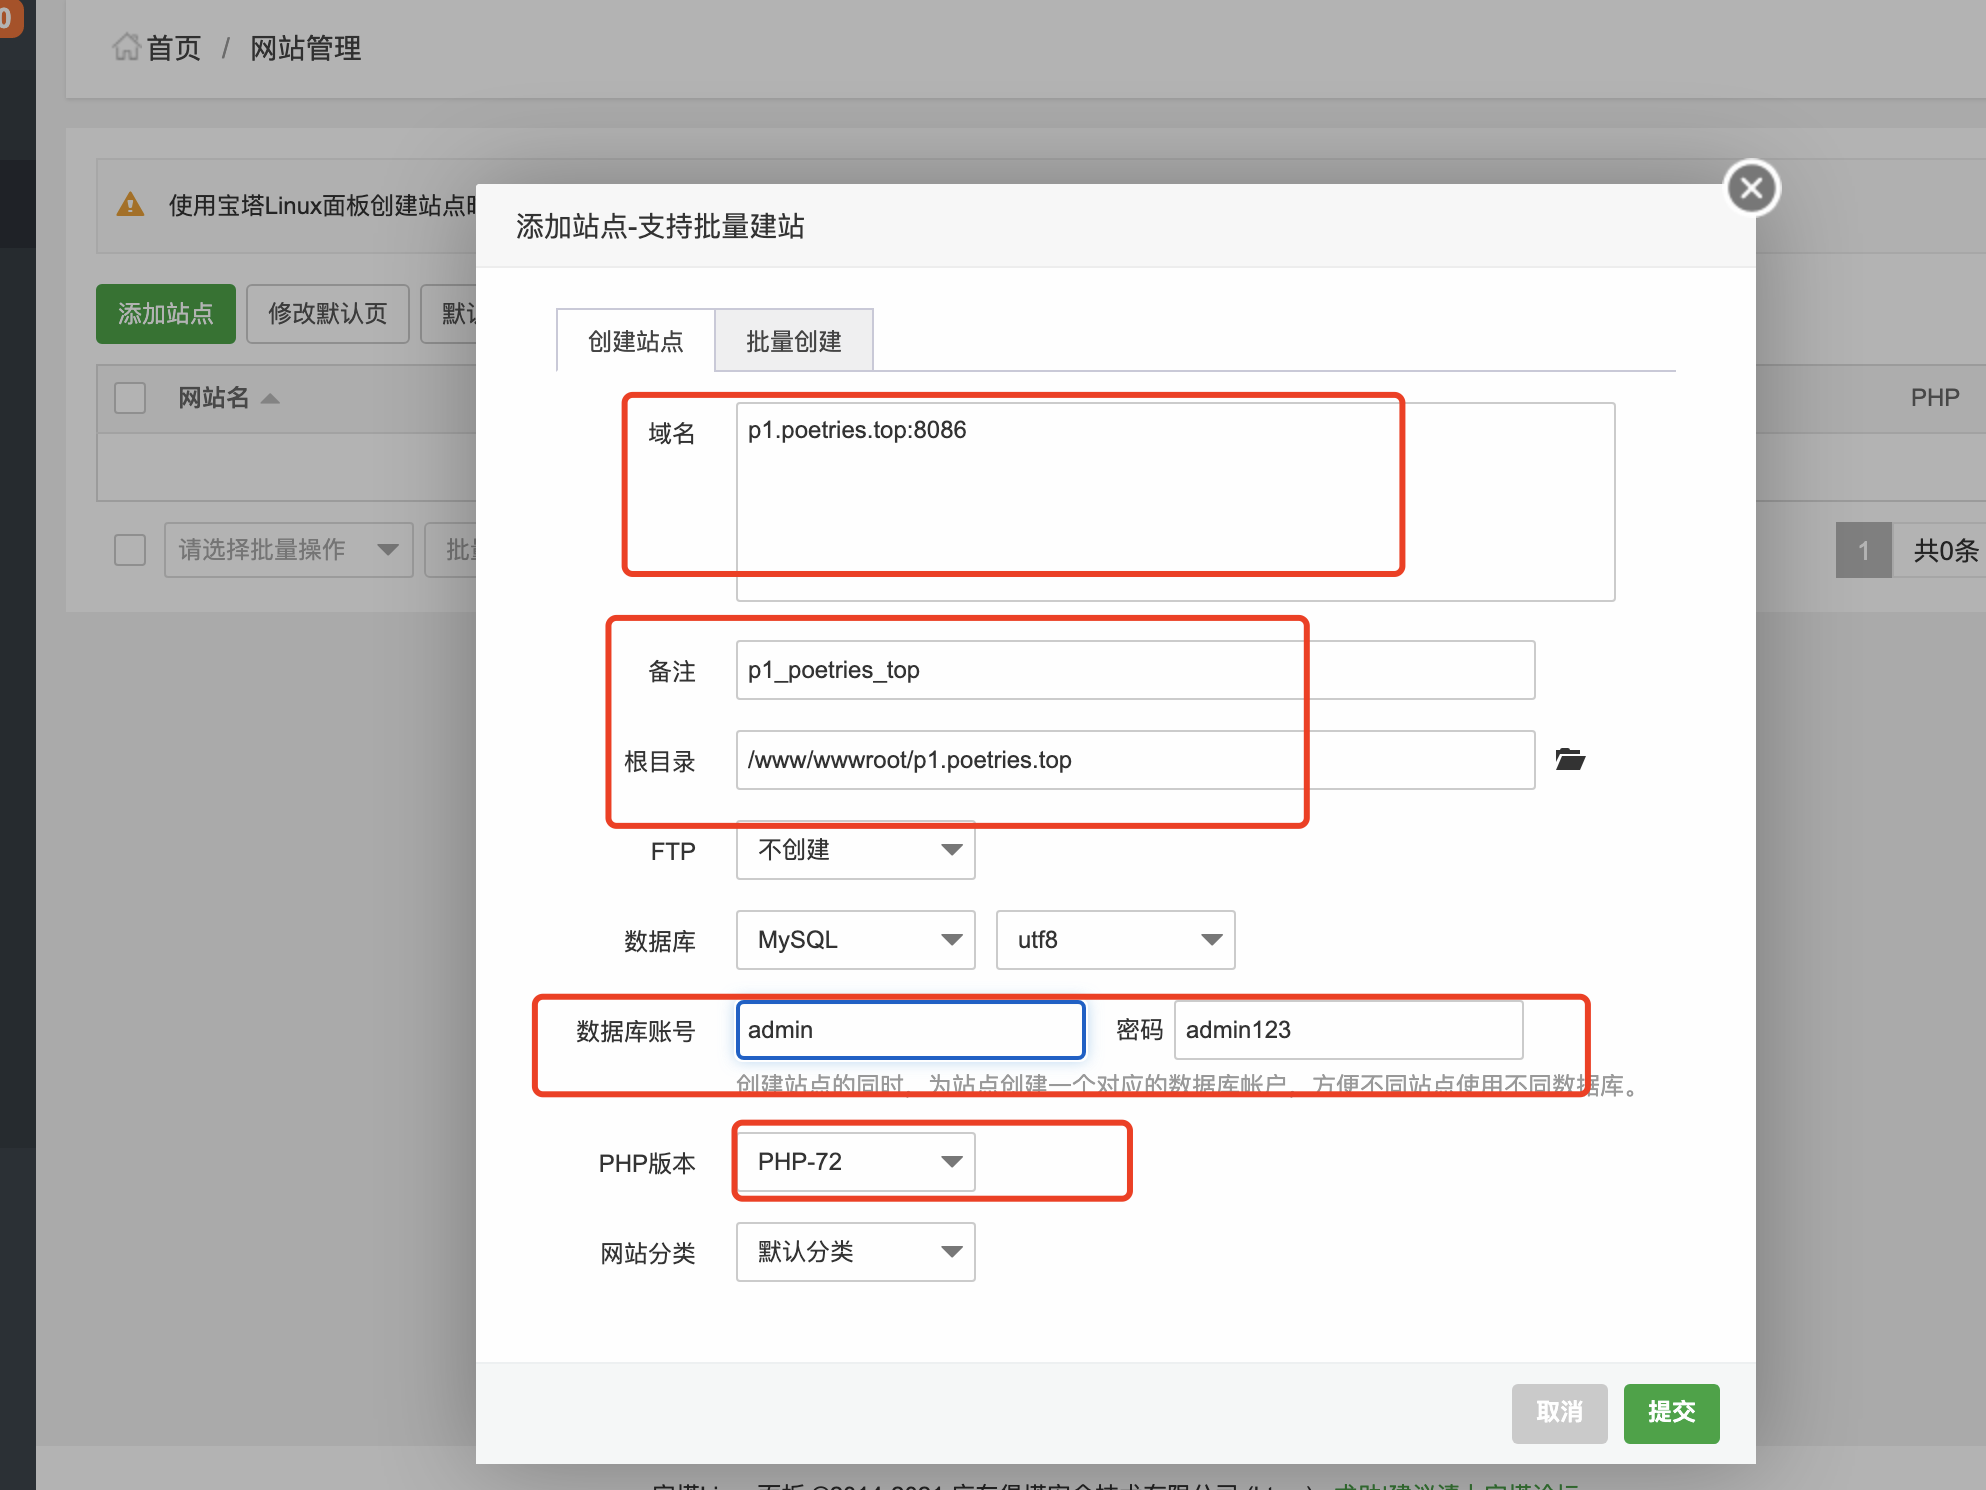 0
首页 / 网站管理
使用宝塔Linux面板创建站点
添加站点-支持批量建站
添加站点
修改默认页
创建站点
批量创建
网站名
PHP
域名
p1.poetries.top:8086
请选择批量操作
1
共0条
备注
p1_poetries_top
根目录
/www/wwwroot/p1.poetries.top
FTP
不创建
数据库
MySQL
utf8
数据库账号
admin
密码
admin123
创建站点的同时，为站点创建一个对应的数据库帐户，方便不同站点使用不同数据库。
PHP版本
PHP-72
网站分类
默认分类
取消
提交